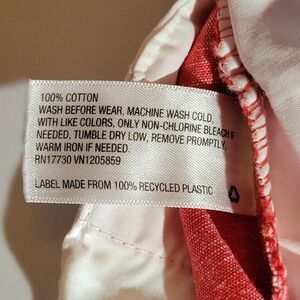 100% COTTON
WASH BEFORE WEAR, MACHINE WASH COLD,
WITH LIKE COLORS, ONLY NON-CHLORINE BLEACH IF
NEEDED, TUMBLE DRY LOW, REMOVE PROMPTLY,
WARM IRON IF NEEDED.
RN17730 VN1205859
LABEL MADE FROM 100% RECYCLED PLASTIC